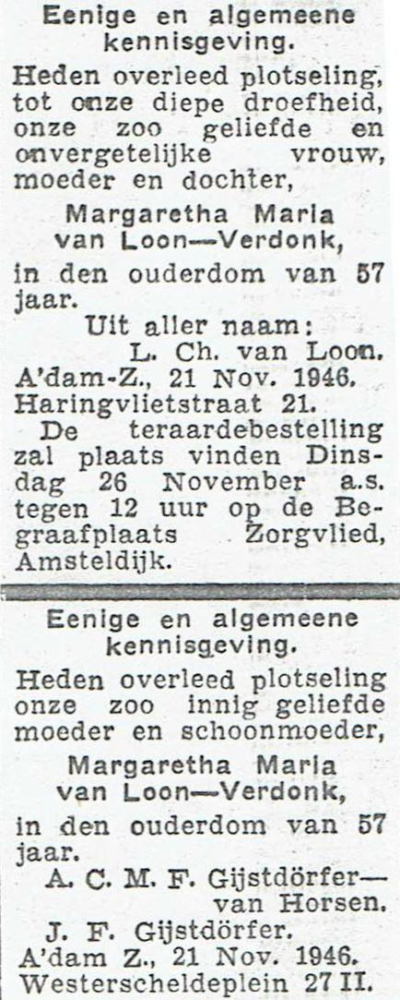 Eenige en algemeene
kennisgeving.
Heden overleed plotseling,
tot onze diepe droefheid,
onze zoo geliefde en
onvergetelijke vrouw,
moeder en dochter,
Margaretha Maria
van Loon—Verdonk,
in den ouderdom van 57
jaar.
Uit aller naam:
L. Ch. van Loon.
A'dam-Z., 21 Nov. 1946.
Haringvlietstraat 21.
De teraardebestelling
zal plaats vinden Dins-
dag 26 November a.s.
tegen 12 uur op de Be-
graafplaats Zorgvlied,
Amsteldijk.
Eenige en algemeene
kennisgeving.
Heden overleed plotseling
onze zoo innig geliefde
moeder en schoonmoeder,
Margaretha Maria
van Loon—Verdonk,
in den ouderdom van 57
jaar.
A. C. M. F. Gijstdörfer—
van Horsen.
J. F. Gijstdörfer.
A'dam Z., 21 Nov. 1946.
Westerscheldeplein 27 II.